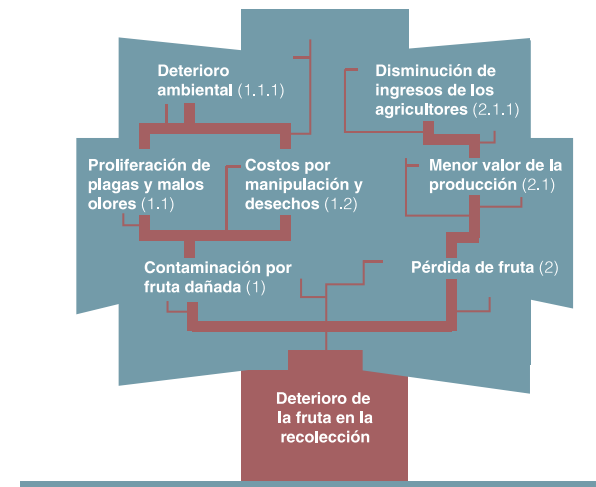 Deterioro
ambiental (1.1.1)
Disminución de
ingresos de los
agricultores (2.1.1)
Proliferación de
plagas y malos
olores (1.1)
Costos por
manipulación y
desechos (1.2)
Menor valor de la
producción (2.1)
Contaminación por
fruta dañada (1)
Pérdida de fruta (2)
Deterioro de
la fruta en la
recolección